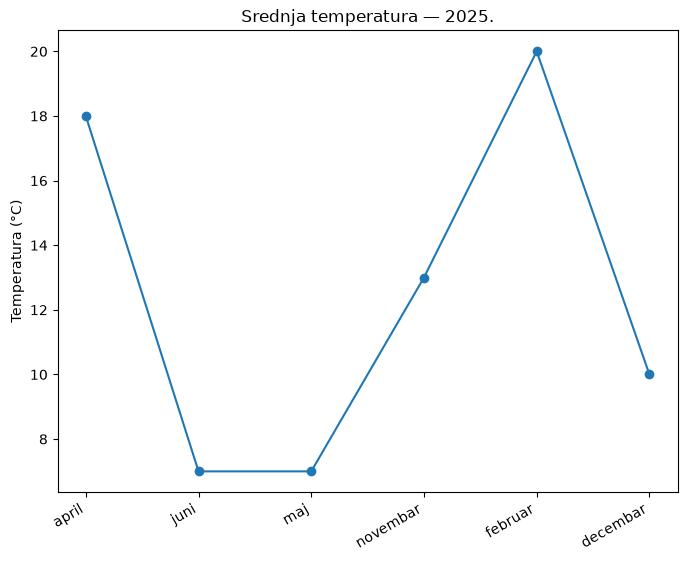 Srednja temperatura — 2025.
Temperatura (°C)
20
18
16
14
12
10
8
april
juni
maj
novembar
februar
decembar